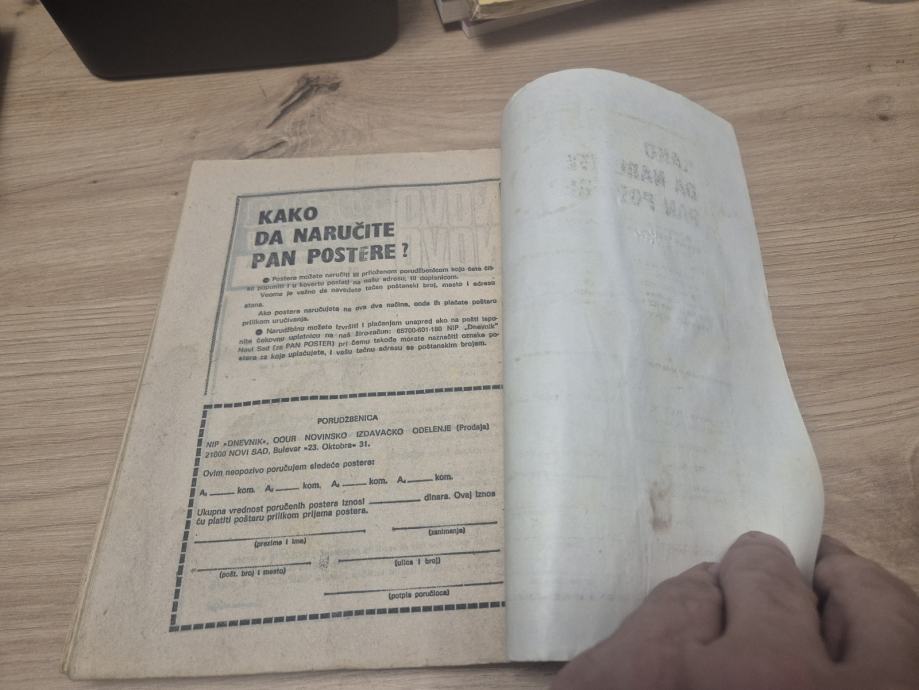 KAKO
DA NARUČITE
PAN POSTERE?
● Postere možete naručiti ili priloženom porudžbenicom koju ćete
popuniti i u koverti poslati na našu adresu, ili dopisnicom.
Veoma je važno da navedete tačan poštanski broj, mesto i adresu
stana.
Ako postere naručujete na ova dva načina, onda ih plaćate poštaru
prilikom uručivanja.
● Narudžbinu možete izvršiti i plaćanjem unapred ako na pošti ispu-
nite čekovnu uplatnicu na naš žiro-račun: 65700-601-180 NIP „Dnevnik"
Novi Sad (za PAN POSTER) pri čemu takođe morate naznačiti oznake po-
stera za koje uplaćujete, i vašu tačnu adresu sa poštanskim brojem.
PORUDŽBENICA
NIP »DNEVNIK«, OOUR NOVINSKO IZDAVAČKO ODELENJE (Prodaja)
21000 NOVI SAD, Bulevar »23. Oktobra« 31.
Ovim neopozivo poručujem sledeće postere:
A, kom. A, kom. A, kom. A, kom.
Ukupna vrednost poručenih postera iznosi dinara. Ovaj iznos
ću platiti poštaru prilikom prijema postera.
(prezime i ime) (zanimanje)
(pošt. broj i mesto) (ulica i broj)
(potpis poručioca)